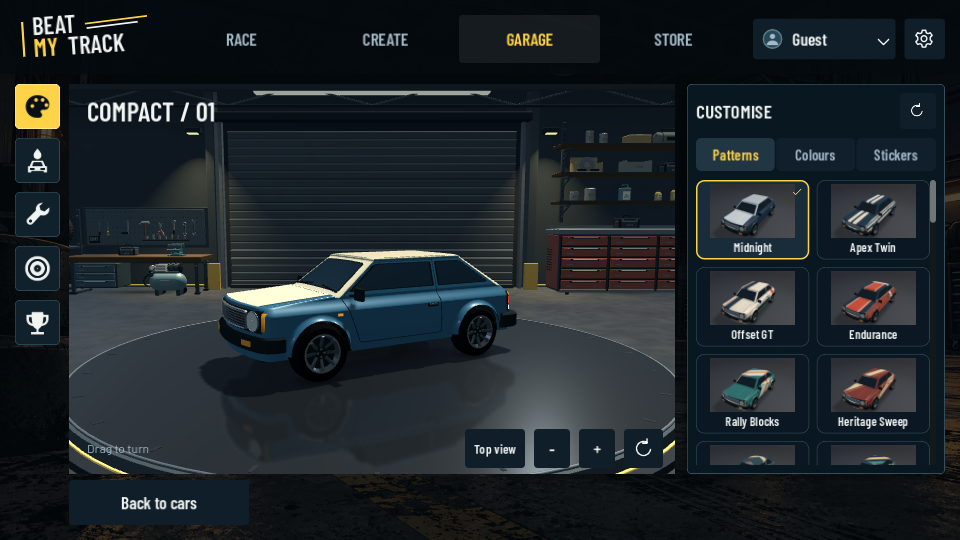 BEAT
MY TRACK
RACE
CREATE
GARAGE
STORE
Guest
COMPACT / 01
CUSTOMISE
Patterns
Colours
Stickers
Midnight
Apex Twin
Offset GT
Endurance
Rally Blocks
Heritage Sweep
Drag to turn
Top view
-
+
Back to cars